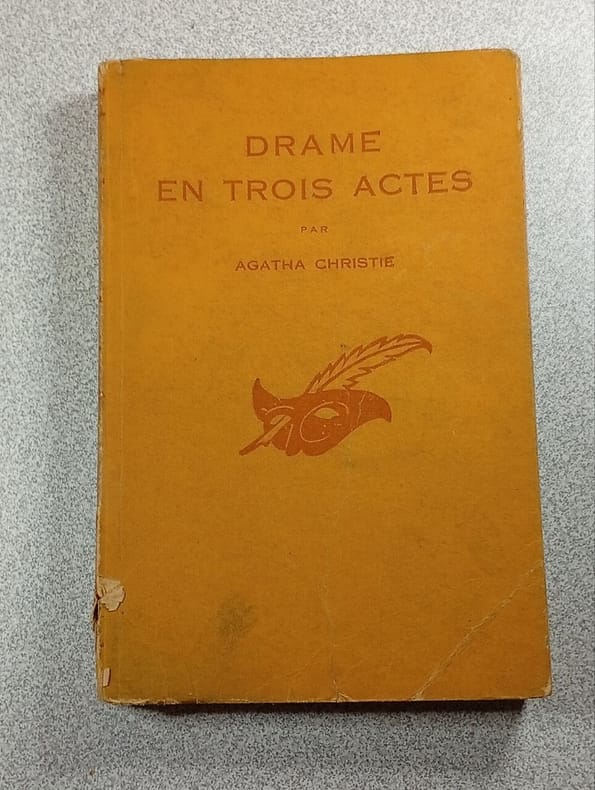 DRAME
EN TROIS ACTES
PAR
AGATHA CHRISTIE